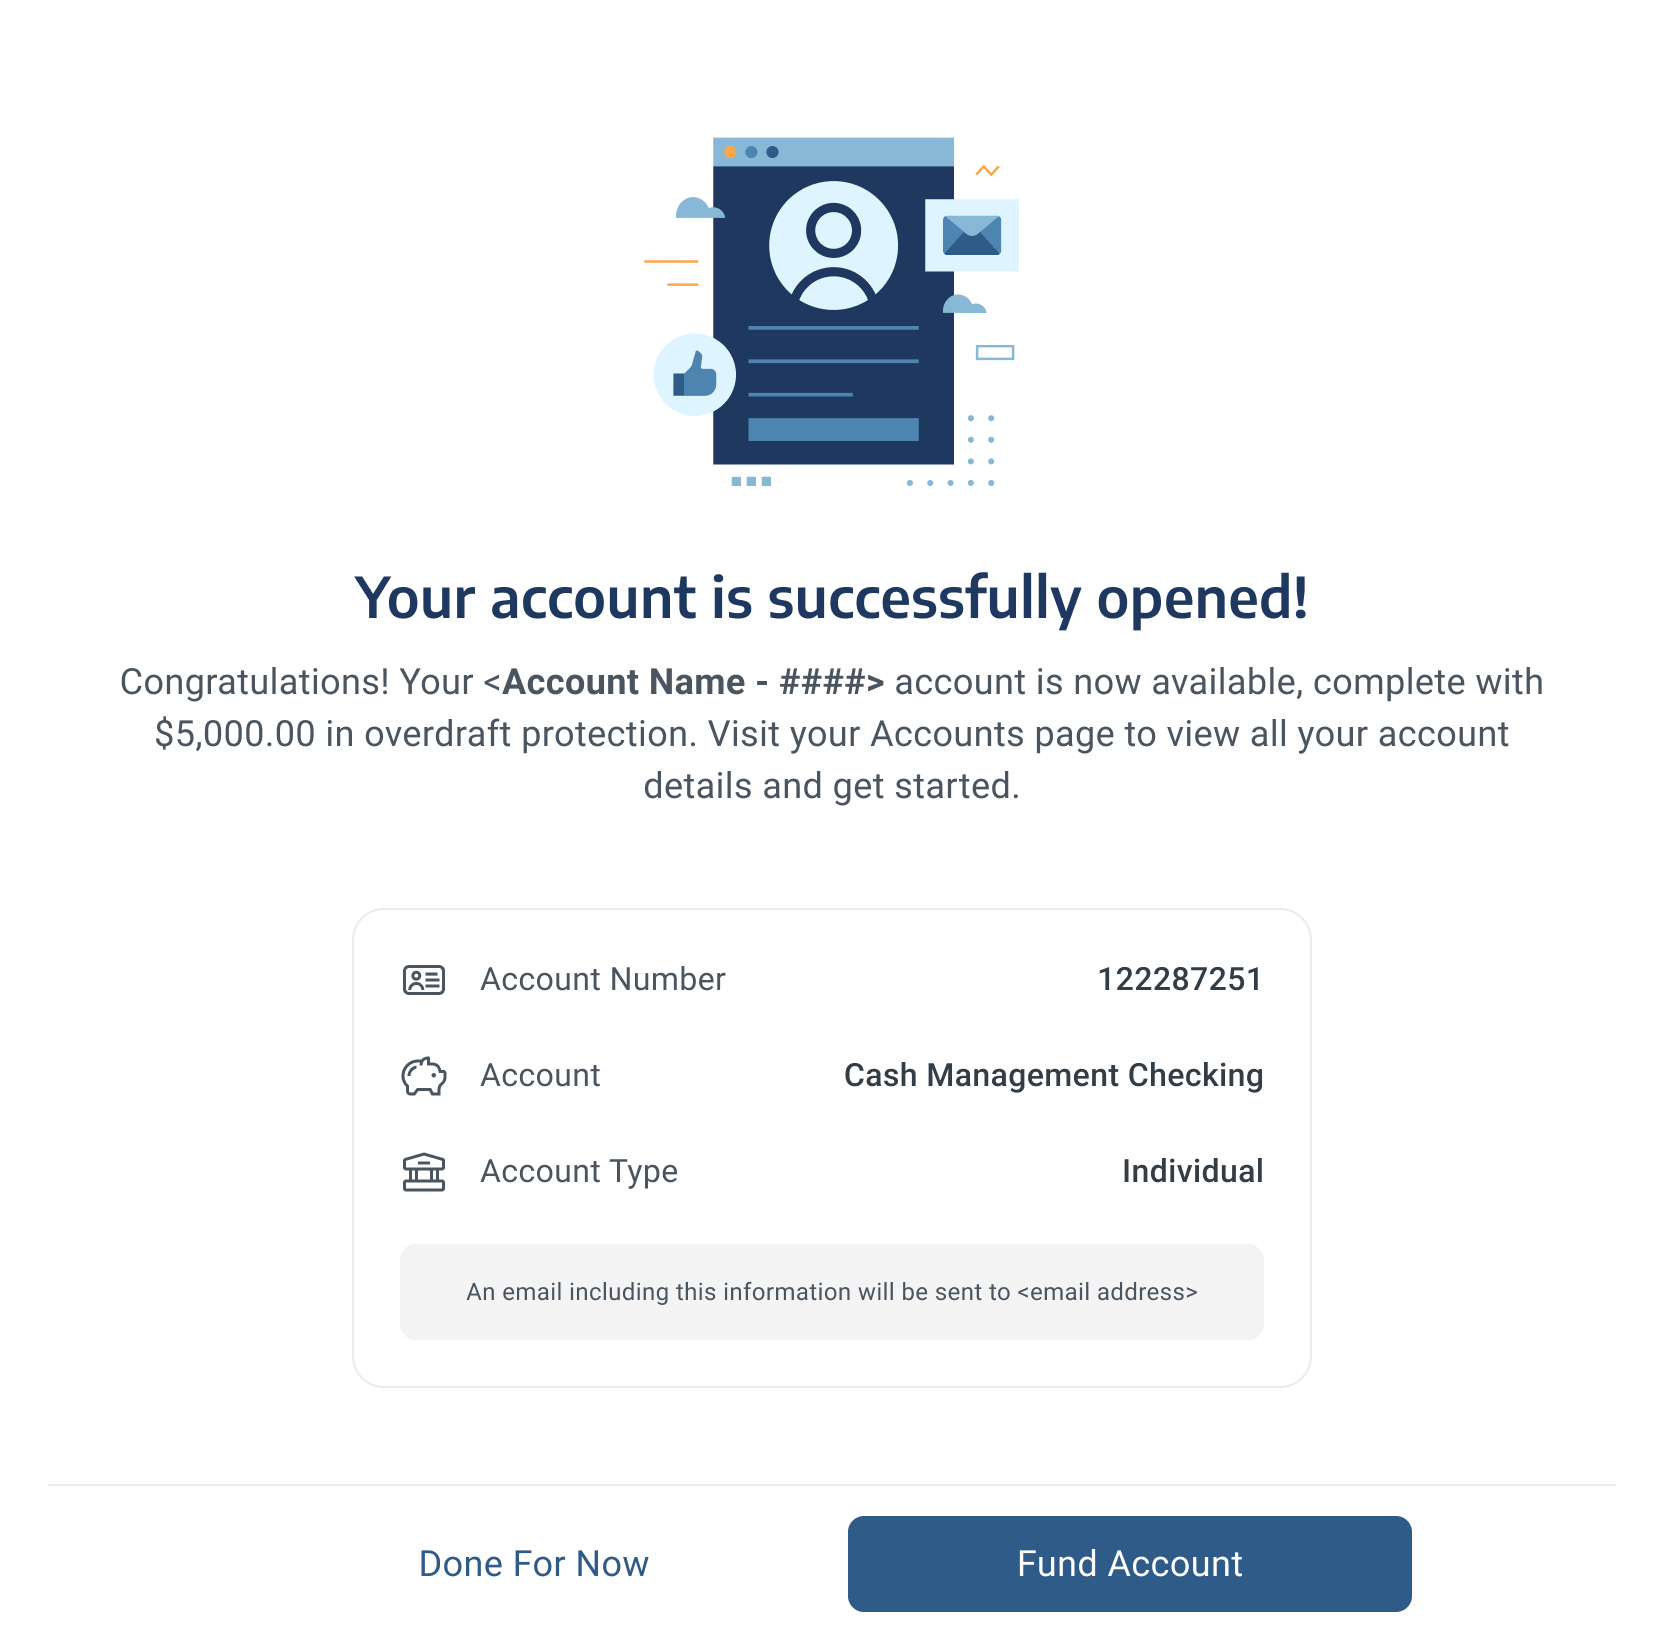 Your account is successfully opened!
Congratulations! Your <Account Name - ####> account is now available, complete with
$5,000.00 in overdraft protection. Visit your Accounts page to view all your account
details and get started.
Account Number 122287251
Account Cash Management Checking
Account Type Individual
An email including this information will be sent to <email address>
Done For Now Fund Account